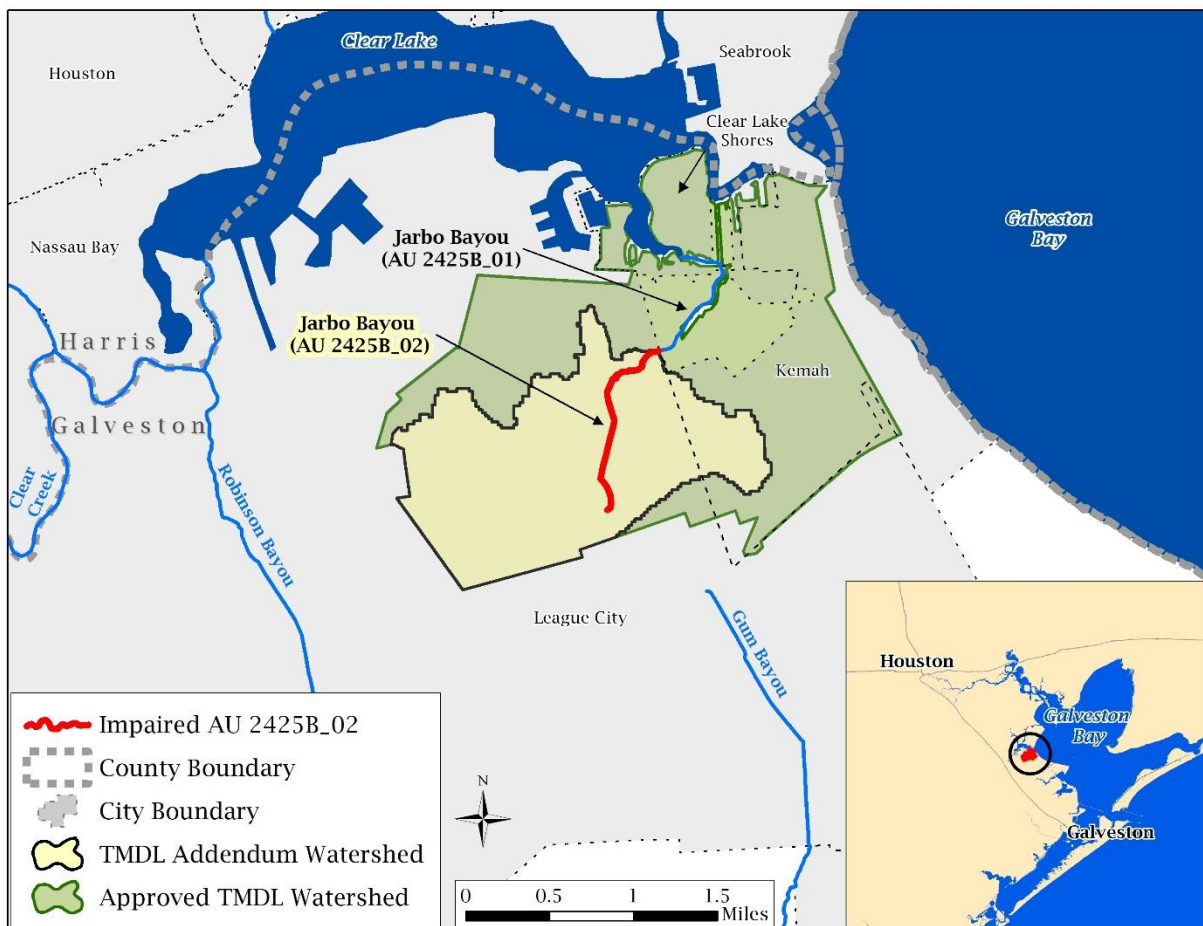 Clear Lake
Seabrook
Houston
Clear Lake
Shores
Galveston
Bay
Nassau Bay
Jarbo Bayou
(AU 2425B_01)
Jarbo Bayou
(AU 2425B_02)
Harris
Kemah
Galveston
Clear
Creek
Robinson Bayou
League City
Gum Bayou
Houston
Galveston
Bay
Galveston
Impaired AU 2425B_02
County Boundary
City Boundary
TMDL Addendum Watershed
Approved TMDL Watershed
N
0 0.5 1 1.5
Miles